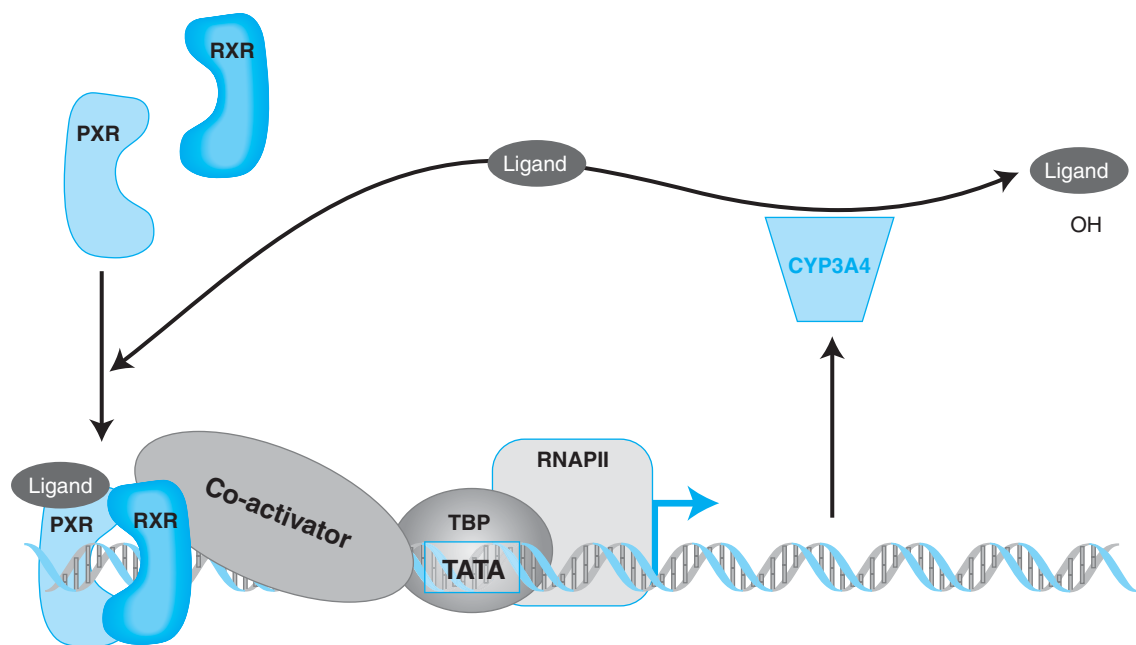 RXR
PXR
Ligand
Ligand
OH
CYP3A4
RNAPII
Ligand
Co-activator
PXR
RXR
TBP
TATA